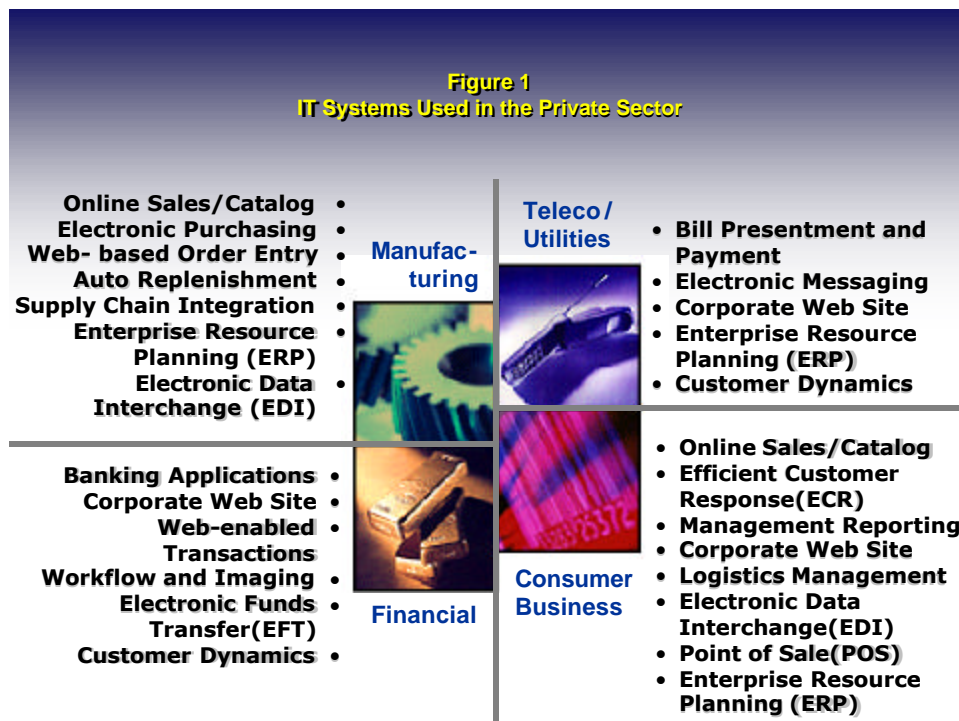 Figure 1
IT Systems Used in the Private Sector
Online Sales/Catalog •
Electronic Purchasing •
Web- based Order Entry •
Auto Replenishment •
Supply Chain Integration •
Enterprise Resource •
Planning (ERP)
Electronic Data •
Interchange (EDI)
Manufac-
turing
Teleco/
Utilities
• Bill Presentment and
Payment
• Electronic Messaging
• Corporate Web Site
• Enterprise Resource
Planning (ERP)
• Customer Dynamics
Banking Applications •
Corporate Web Site •
Web-enabled •
Transactions
Workflow and Imaging •
Electronic Funds •
Transfer(EFT)
Customer Dynamics •
Financial
Consumer
Business
• Online Sales/Catalog
• Efficient Customer
Response(ECR)
• Management Reporting
• Corporate Web Site
• Logistics Management
• Electronic Data
Interchange(EDI)
• Point of Sale(POS)
• Enterprise Resource
Planning (ERP)